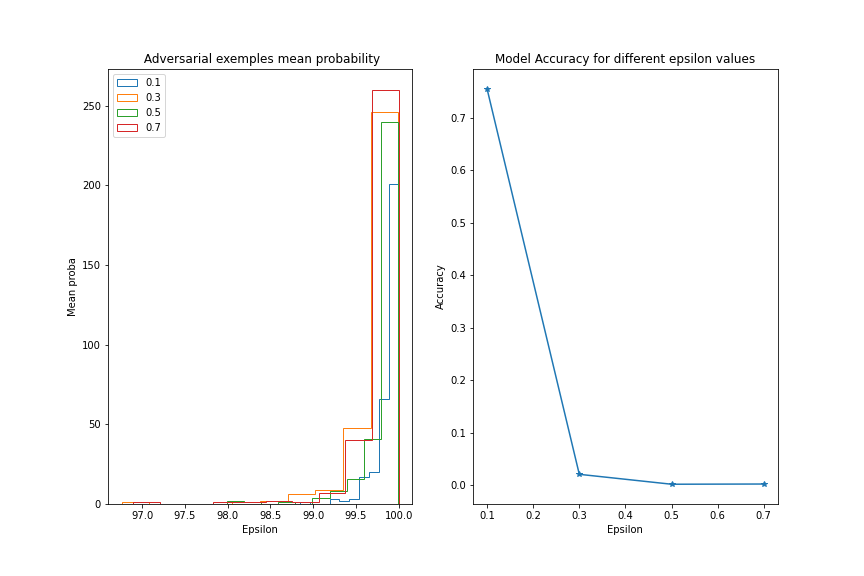 Adversarial exemples mean probability
0.1
0.3
0.5
0.7
250
200
150
100
50
0
Mean proba
97.0 97.5 98.0 98.5 99.0 99.5 100.0
Epsilon
Model Accuracy for different epsilon values
0.7
0.6
0.5
0.4
0.3
0.2
0.1
0.0
Accuracy
0.1 0.2 0.3 0.4 0.5 0.6 0.7
Epsilon